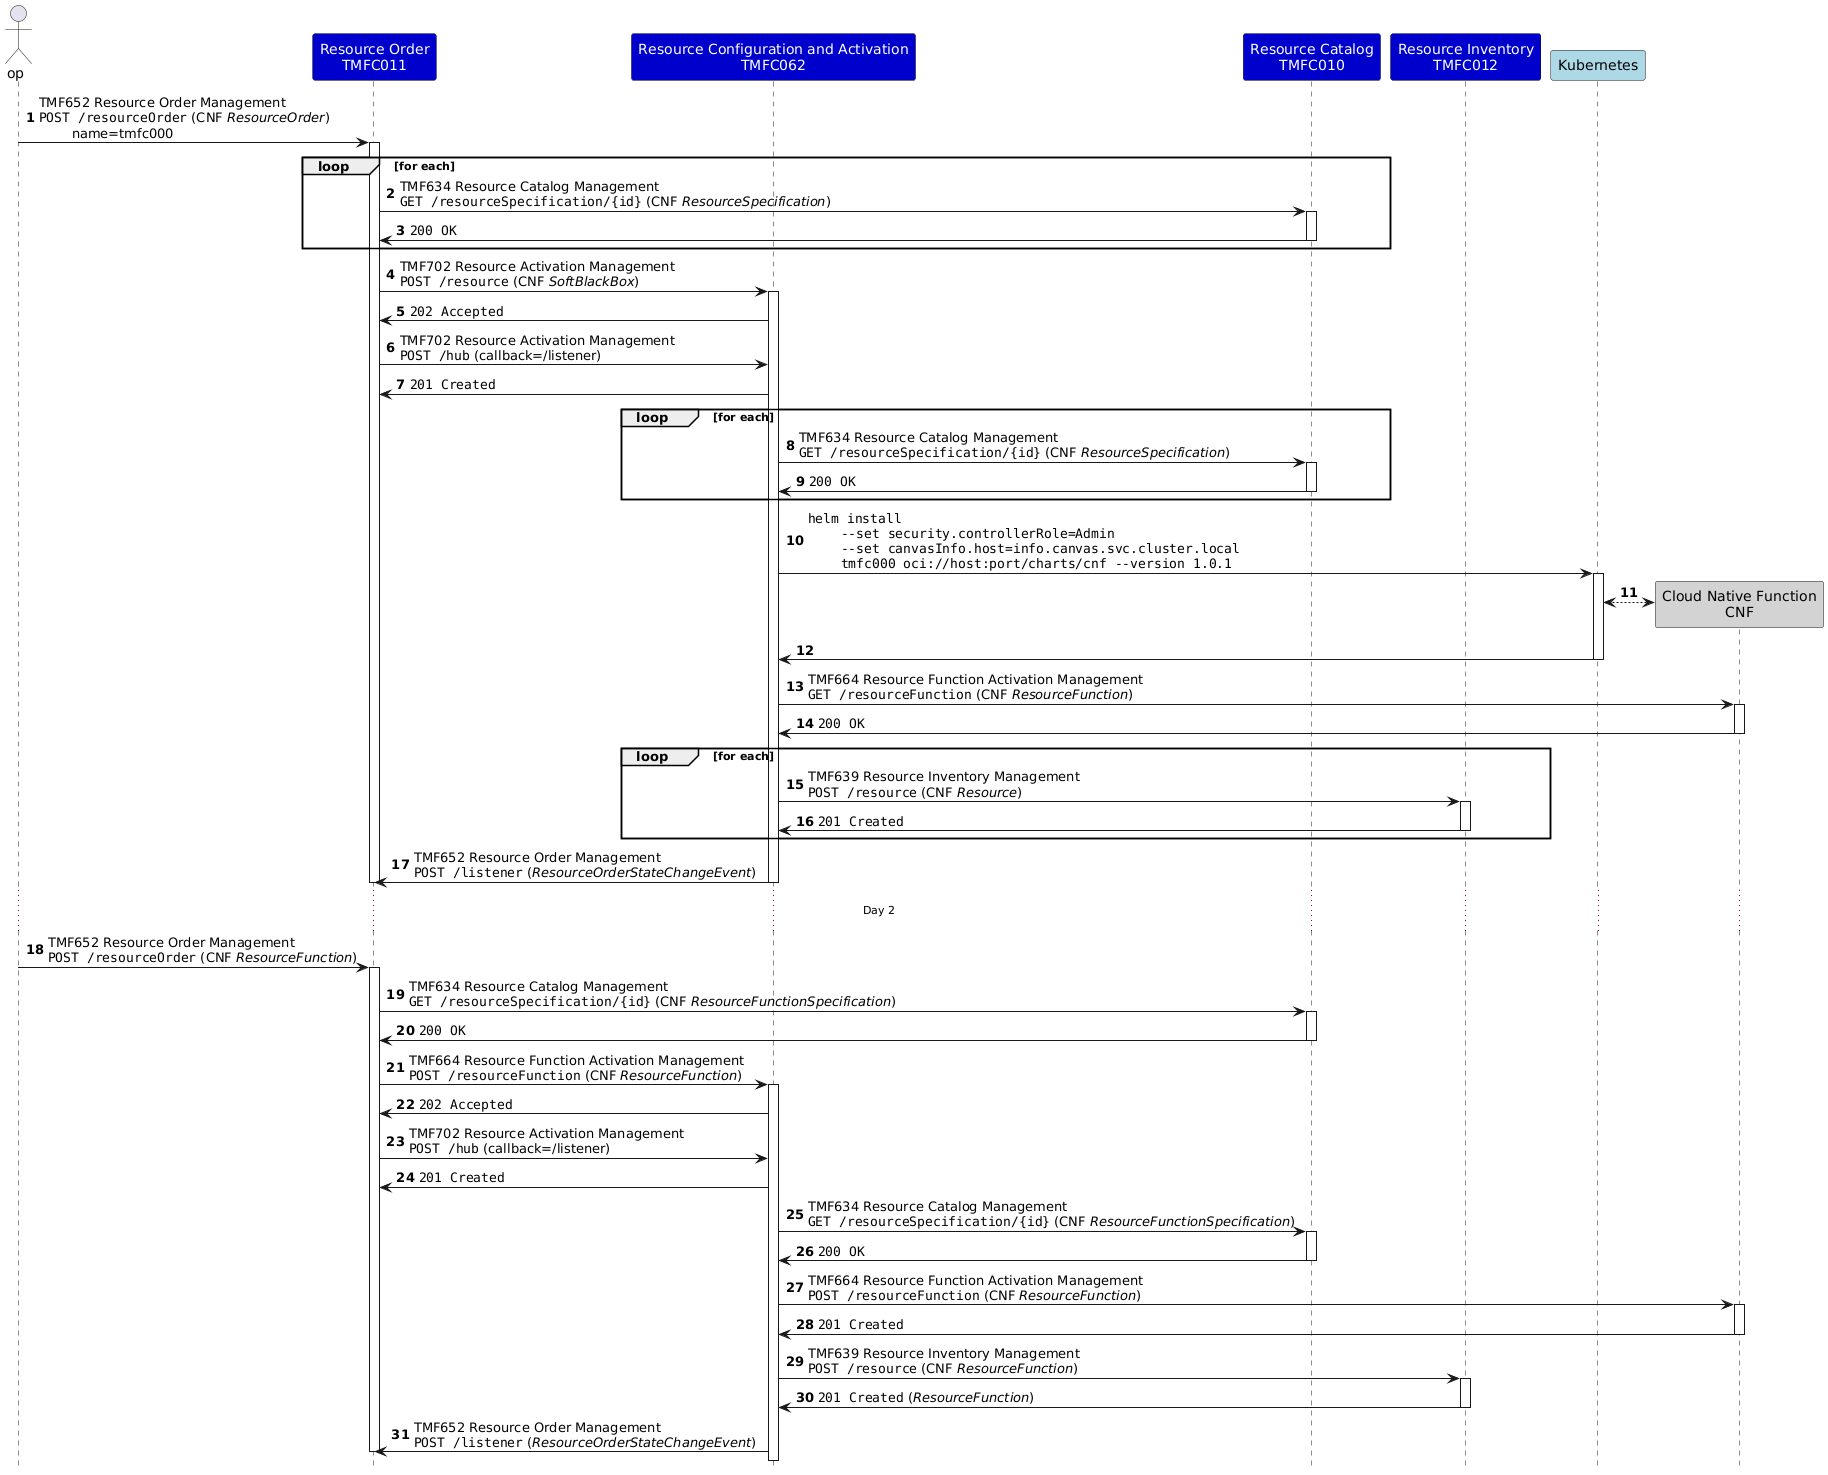 op
Resource Order
TMFC011
Resource Configuration and Activation
TMFC062
Resource Catalog
TMFC010
Resource Inventory
TMFC012
Kubernetes
TMF652 Resource Order Management
1 POST /resourceOrder (CNF ResourceOrder)
name=tmfc000
loop [for each]
TMF634 Resource Catalog Management
2 GET /resourceSpecification/{id} (CNF ResourceSpecification)
3 200 OK
TMF702 Resource Activation Management
4 POST /resource (CNF SoftBlackBox)
5 202 Accepted
TMF702 Resource Activation Management
6 POST /hub (callback=/listener)
7 201 Created
loop [for each]
TMF634 Resource Catalog Management
8 GET /resourceSpecification/{id} (CNF ResourceSpecification)
9 200 OK
helm install
10 --set security.controllerRole=Admin
--set canvasInfo.host=info.canvas.svc.cluster.local
tmfc000 oci://host:port/charts/cnf --version 1.0.1
11
Cloud Native Function
CNF
12
TMF664 Resource Function Activation Management
13 GET /resourceFunction (CNF ResourceFunction)
14 200 OK
loop [for each]
TMF639 Resource Inventory Management
15 POST /resource (CNF Resource)
16 201 Created
TMF652 Resource Order Management
17 POST /listener (ResourceOrderStateChangeEvent)
Day 2
TMF652 Resource Order Management
18 POST /resourceOrder (CNF ResourceFunction)
TMF634 Resource Catalog Management
19 GET /resourceSpecification/{id} (CNF ResourceFunctionSpecification)
20 200 OK
TMF664 Resource Function Activation Management
21 POST /resourceFunction (CNF ResourceFunction)
22 202 Accepted
TMF702 Resource Activation Management
23 POST /hub (callback=/listener)
24 201 Created
TMF634 Resource Catalog Management
25 GET /resourceSpecification/{id} (CNF ResourceFunctionSpecification)
26 200 OK
TMF664 Resource Function Activation Management
27 POST /resourceFunction (CNF ResourceFunction)
28 201 Created
TMF639 Resource Inventory Management
29 POST /resource (CNF ResourceFunction)
30 201 Created (ResourceFunction)
TMF652 Resource Order Management
31 POST /listener (ResourceOrderStateChangeEvent)